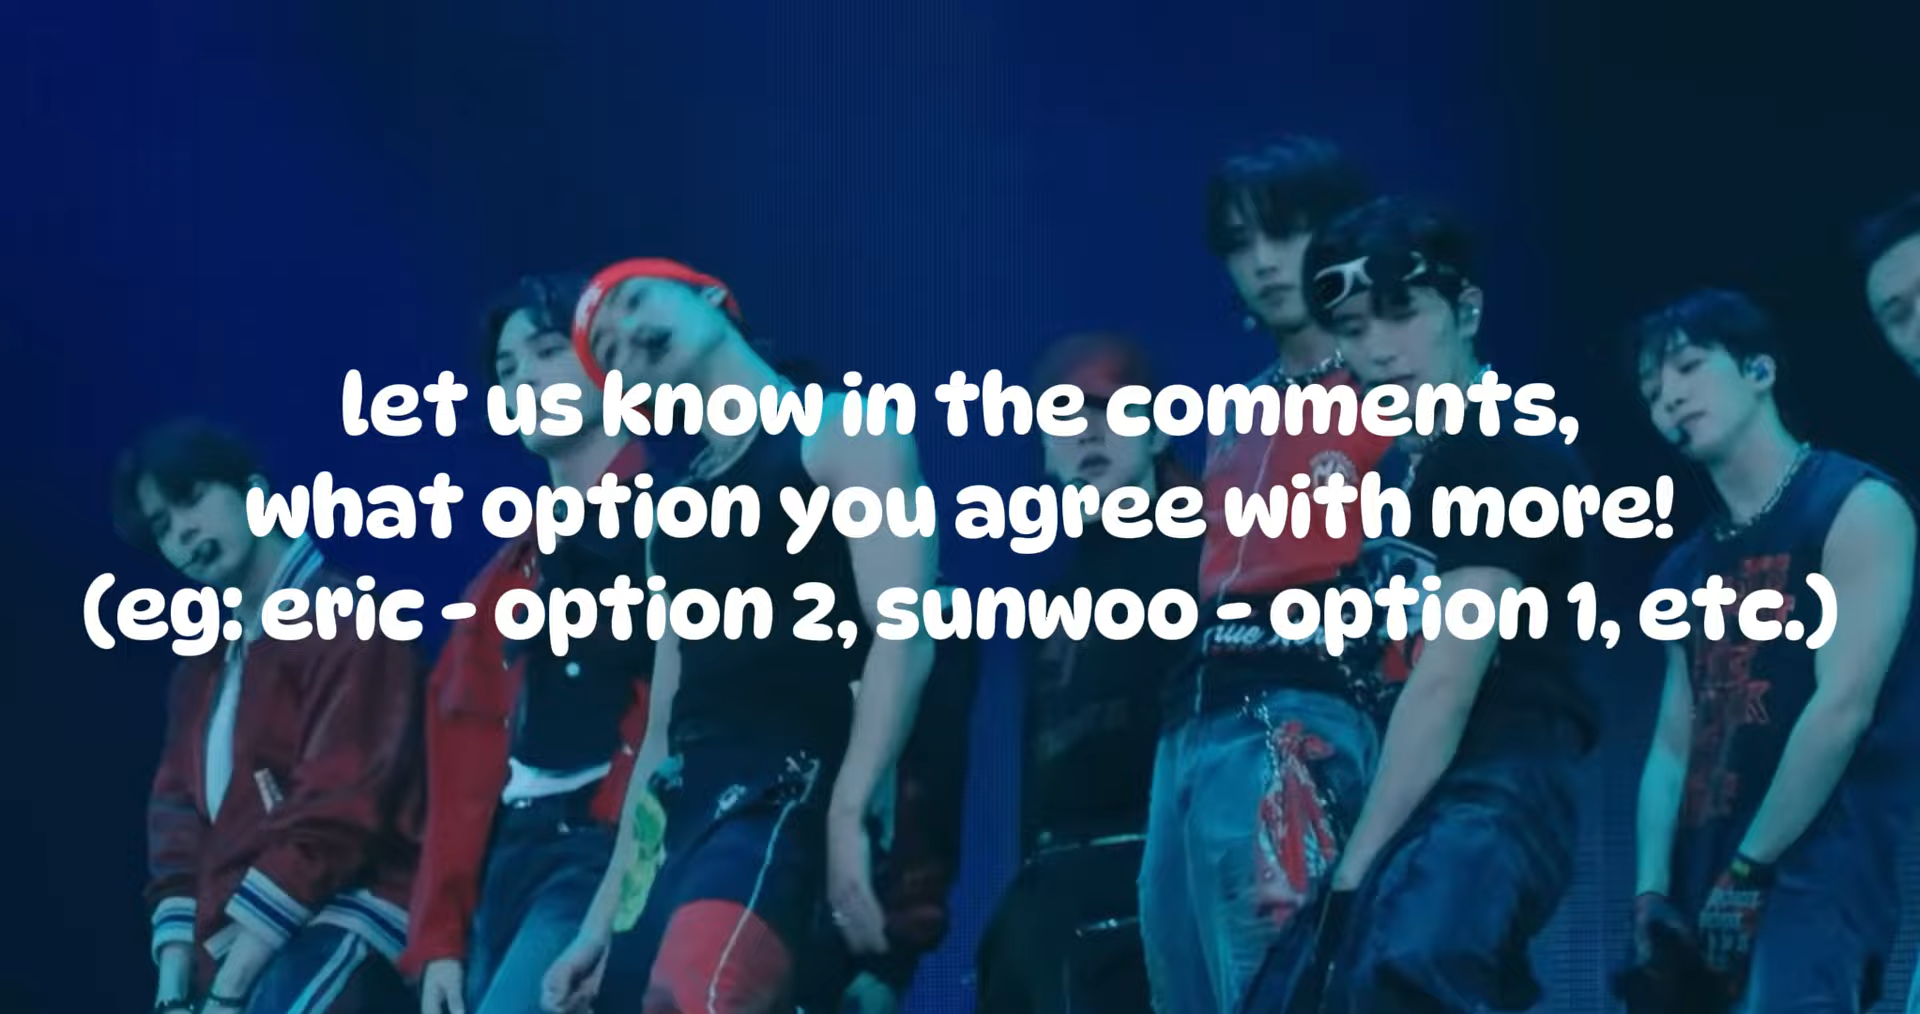 let us know in the comments,
what option you agree with more!
(eg: eric - option 2, sunwoo - option 1, etc.)